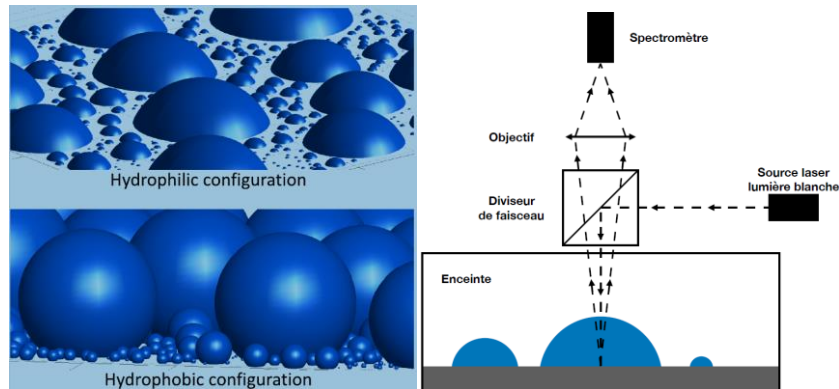 Hydrophilic configuration
Hydrophobic configuration
Spectromètre
Objectif
Source laser
lumière blanche
Diviseur
de faisceau
Enceinte